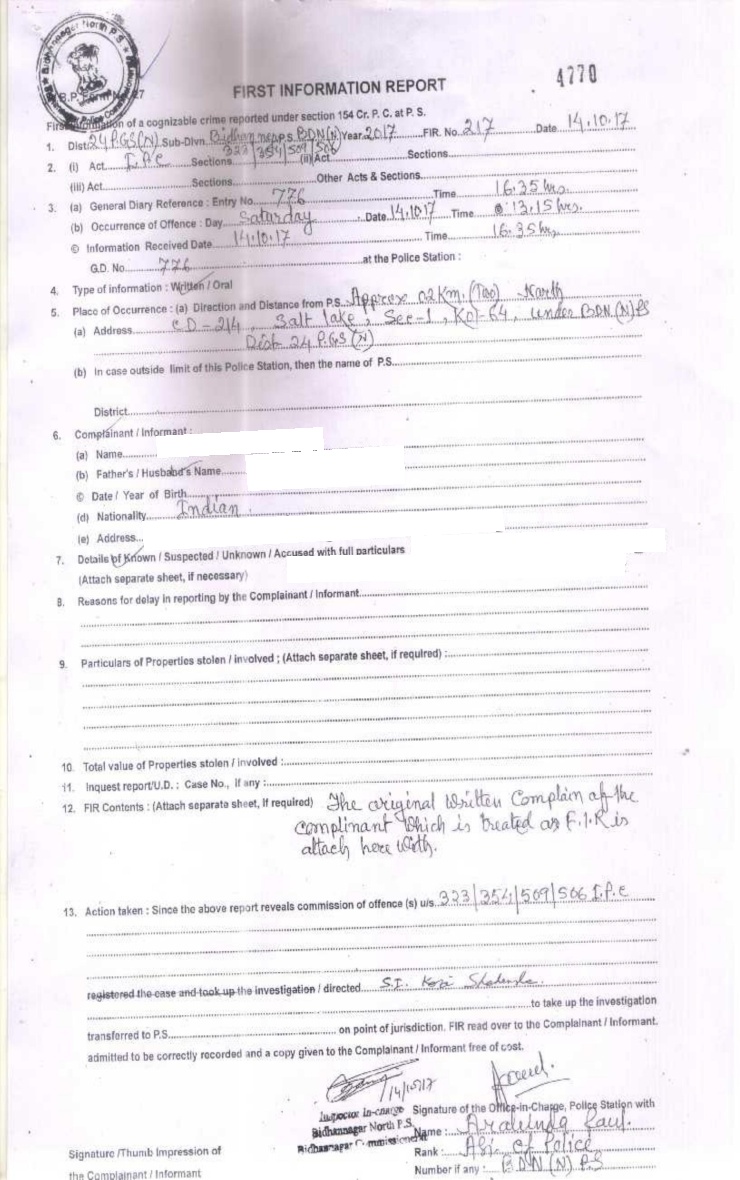 Bidhannagar North P.S.
4770
FIRST INFORMATION REPORT
First Information of a cognizable crime reported under section 154 Cr. P. C. at P. S.
1. Dist 24 P.GS (N) Sub-Divn. Bidhan nagar P.S. BDN (N) Year 2017 FIR. No. 217 Date 14.10.17
2. (i) Act I.P.C Sections 323/354/509/506 (ii) Act Sections
(iii) Act Sections Other Acts & Sections
3. (a) General Diary Reference : Entry No. 776 Time 16.35 hrs.
(b) Occurrence of Offence : Day Saturday Date 14.10.17 Time 13.15 hrs.
© Information Received Date 14.10.17 Time 16.35 hrs.
G.D. No. 776 at the Police Station :
4. Type of information : Written / Oral
5. Place of Occurrence : (a) Direction and Distance from P.S. Approx 02 Km. (Two) North
(a) Address CD-214, Salt lake, Sec-1, Kol-64, under BDN (N) PS
Dist- 24 P.GS (N)
(b) In case outside limit of this Police Station, then the name of P.S.
District
6. Complainant / Informant :
(a) Name
(b) Father's / Husband's Name
© Date / Year of Birth
(d) Nationality Indian
(e) Address
7. Details of Known / Suspected / Unknown / Accused with full particulars
(Attach separate sheet, if necessary)
8. Reasons for delay in reporting by the Complainant / Informant
9. Particulars of Properties stolen / involved ; (Attach separate sheet, if required) :
10. Total value of Properties stolen / involved :
11. Inquest report/U.D. : Case No., if any :
12. FIR Contents : (Attach separate sheet, if required) The original Written Complain of the
complinant which is treated as F.I.R is
attach here with.
13. Action taken : Since the above report reveals commission of offence (s) u/s. 323/354/509/506 I.P.C
registered the case and took up the investigation / directed S.I.
to take up the investigation
transferred to P.S. on point of jurisdiction. FIR read over to the Complainant / Informant.
admitted to be correctly recorded and a copy given to the Complainant / Informant free of cost.
14/10/17
Inspector In-charge Signature of the Office-in-Charge, Police Station with
Bidhannagar North P.S. Name :
Bidhannagar Commissionerate Rank : of Police
Signature /Thumb Impression of Number if any : BDN (N) P.S
the Complainant / Informant